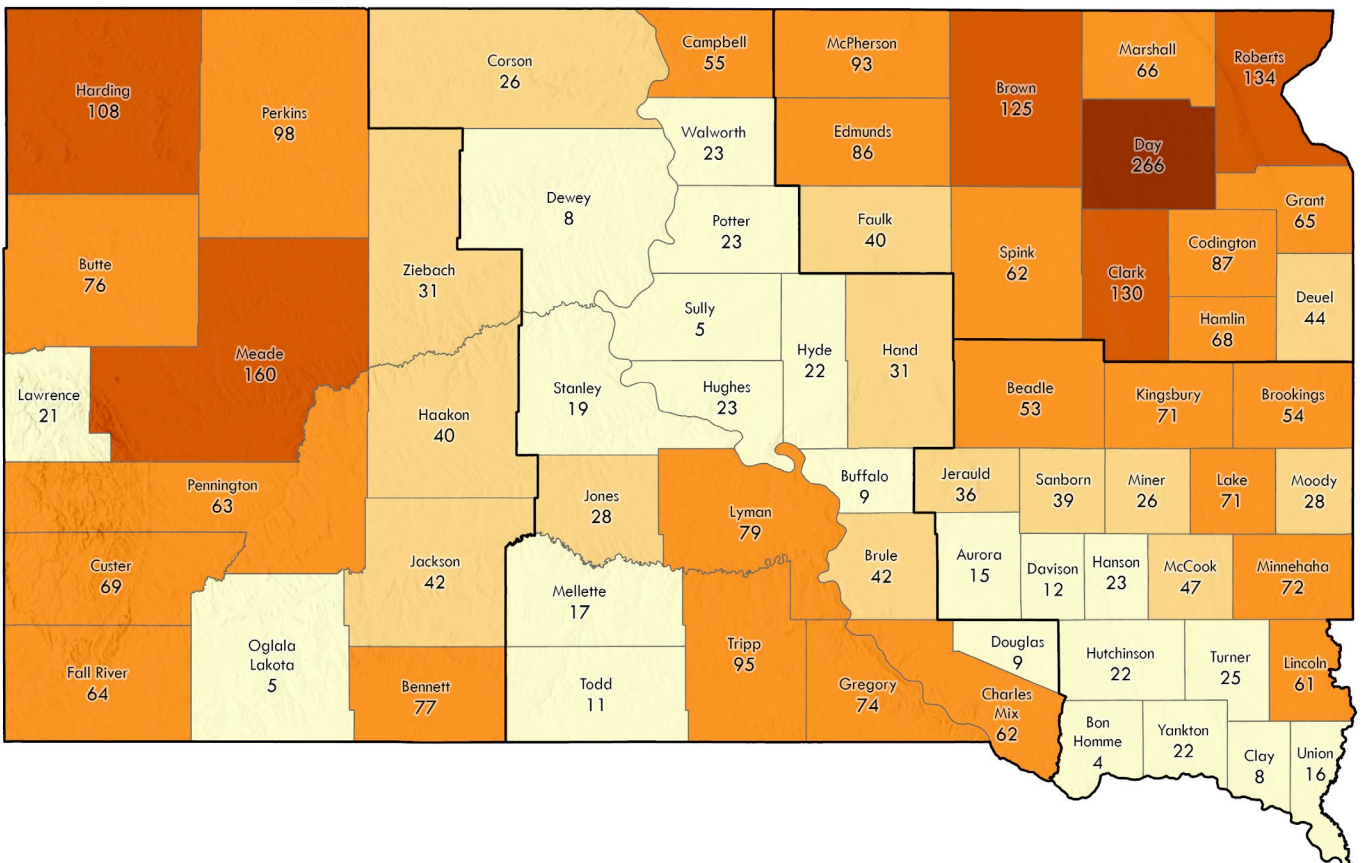 Harding
108
Perkins
98
Corson
26
Campbell
55
McPherson
93
Brown
125
Marshall
66
Roberts
134
Walworth
23
Edmunds
86
Day
266
Dewey
8
Potter
23
Faulk
40
Grant
65
Butte
76
Ziebach
31
Spink
62
Clark
130
Codington
87
Sully
5
Deuel
44
Hamlin
68
Meade
160
Hyde
22
Hand
31
Lawrence
21
Stanley
19
Hughes
23
Beadle
53
Kingsbury
71
Brookings
54
Haakon
40
Pennington
63
Jones
28
Lyman
79
Buffalo
9
Jerauld
36
Sanborn
39
Miner
26
Lake
71
Moody
28
Custer
69
Jackson
42
Mellette
17
Brule
42
Aurora
15
Davison
12
Hanson
23
McCook
47
Minnehaha
72
Fall River
64
Oglala
Lakota
5
Bennett
77
Todd
11
Tripp
95
Gregory
74
Douglas
9
Charles
Mix
62
Hutchinson
22
Turner
25
Lincoln
61
Bon
Homme
4
Yankton
22
Clay
8
Union
16